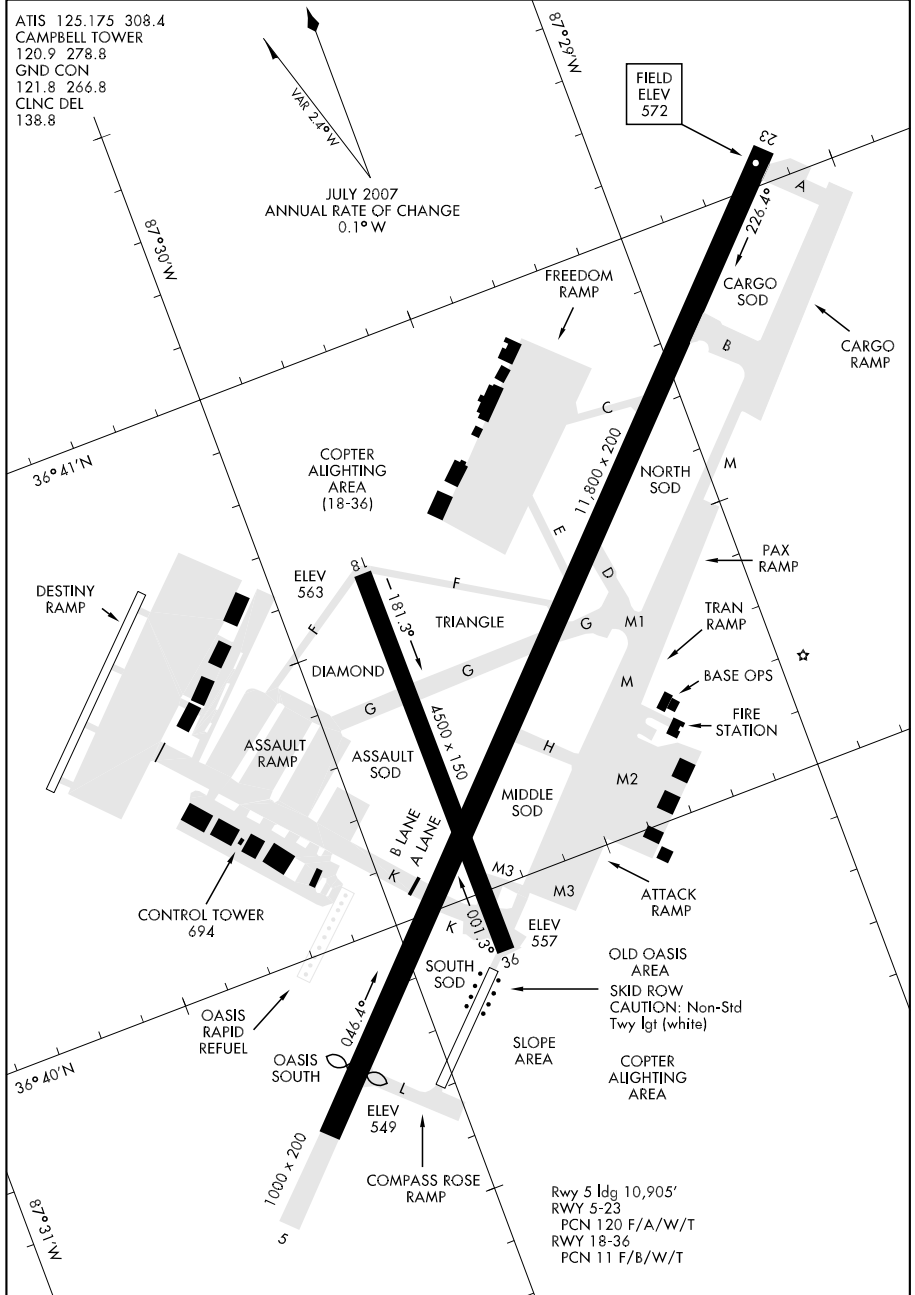 ATIS 125.175 308.4
CAMPBELL TOWER
120.9 278.8
GND CON
121.8 266.8
CLNC DEL
138.8
VAR 2.4° W
JULY 2007
ANNUAL RATE OF CHANGE
0.1° W
87°29'W
FIELD
ELEV
572
23
A
226.4°
87°30'W
CARGO
SOD
FREEDOM
RAMP
B
CARGO
RAMP
C
36°41'N
COPTER
ALIGHTING
AREA
(18-36)
11,800 x 200
NORTH
SOD
M
E
D
PAX
RAMP
DESTINY
RAMP
ELEV
563
18
F
F
181.3°
TRIANGLE
G
M1
TRAN
RAMP
DIAMOND
G
G
M
BASE OPS
FIRE
STATION
4500 x 150
ASSAULT
RAMP
ASSAULT
SOD
H
M2
MIDDLE
SOD
B LANE
A LANE
K
M3
M3
ATTACK
RAMP
CONTROL TOWER
694
K
001.3°
ELEV
557
36
SOUTH
SOD
OLD OASIS
AREA
SKID ROW
CAUTION: Non-Std
Twy lgt (white)
046.4°
OASIS
RAPID
REFUEL
SLOPE
AREA
COPTER
ALIGHTING
AREA
36°40'N
OASIS
SOUTH
L
ELEV
549
COMPASS ROSE
RAMP
1000 x 200
5
87°31'W
Rwy 5 ldg 10,905'
RWY 5-23
PCN 120 F/A/W/T
RWY 18-36
PCN 11 F/B/W/T